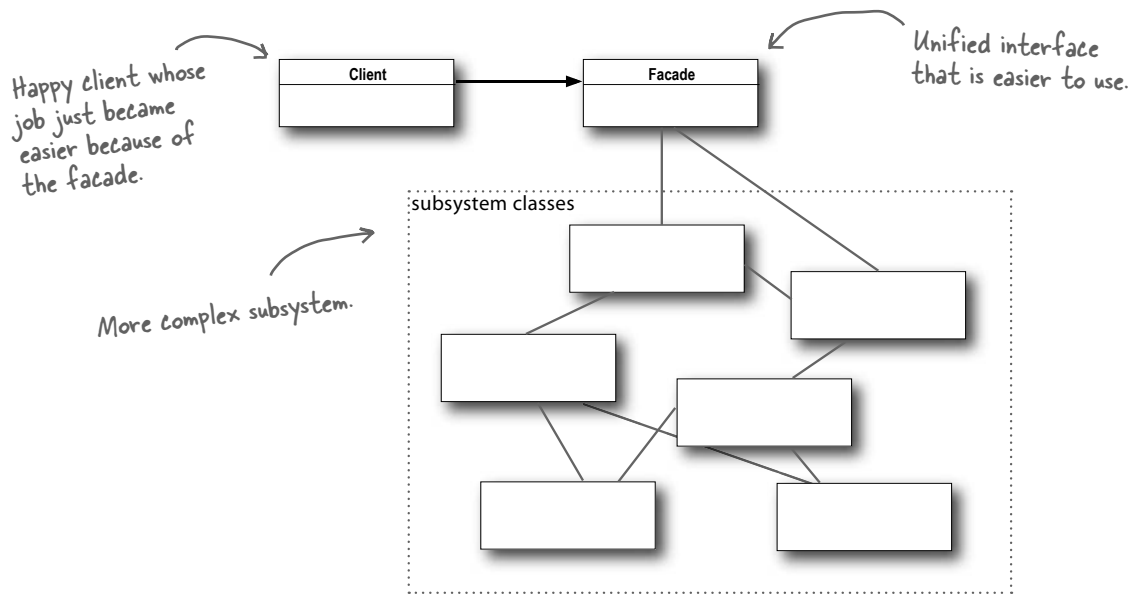 Happy client whose
job just became
easier because of
the facade.
Client
Facade
Unified interface
that is easier to use.
subsystem classes
More complex subsystem.